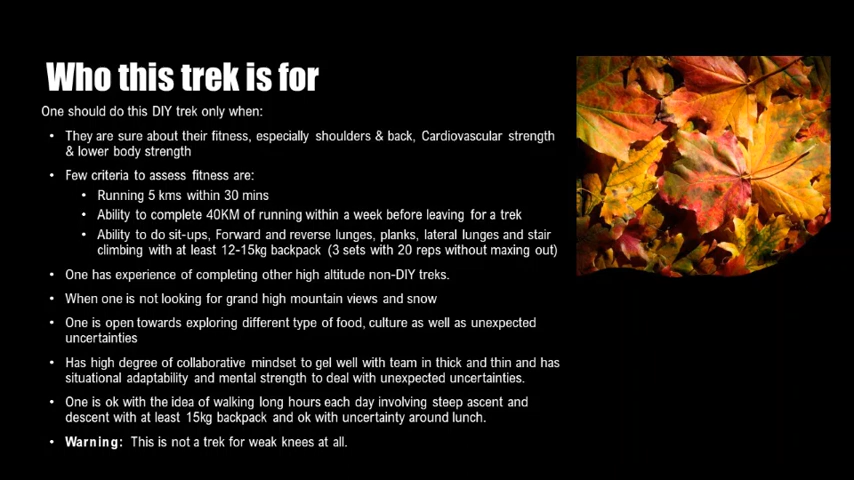 Who this trek is for
One should do this DIY trek only when:
• They are sure about their fitness, especially shoulders & back, Cardiovascular strength
& lower body strength
• Few criteria to assess fitness are:
• Running 5 kms within 30 mins
• Ability to complete 40KM of running within a week before leaving for a trek
• Ability to do sit-ups, Forward and reverse lunges, planks, lateral lunges and stair
climbing with at least 12-15kg backpack (3 sets with 20 reps without maxing out)
• One has experience of completing other high altitude non-DIY treks.
• When one is not looking for grand high mountain views and snow
• One is open towards exploring different type of food, culture as well as unexpected
uncertainties
• Has high degree of collaborative mindset to gel well with team in thick and thin and has
situational adaptability and mental strength to deal with unexpected uncertainties.
• One is ok with the idea of walking long hours each day involving steep ascent and
descent with at least 15kg backpack and ok with uncertainty around lunch.
• Warning: This is not a trek for weak knees at all.